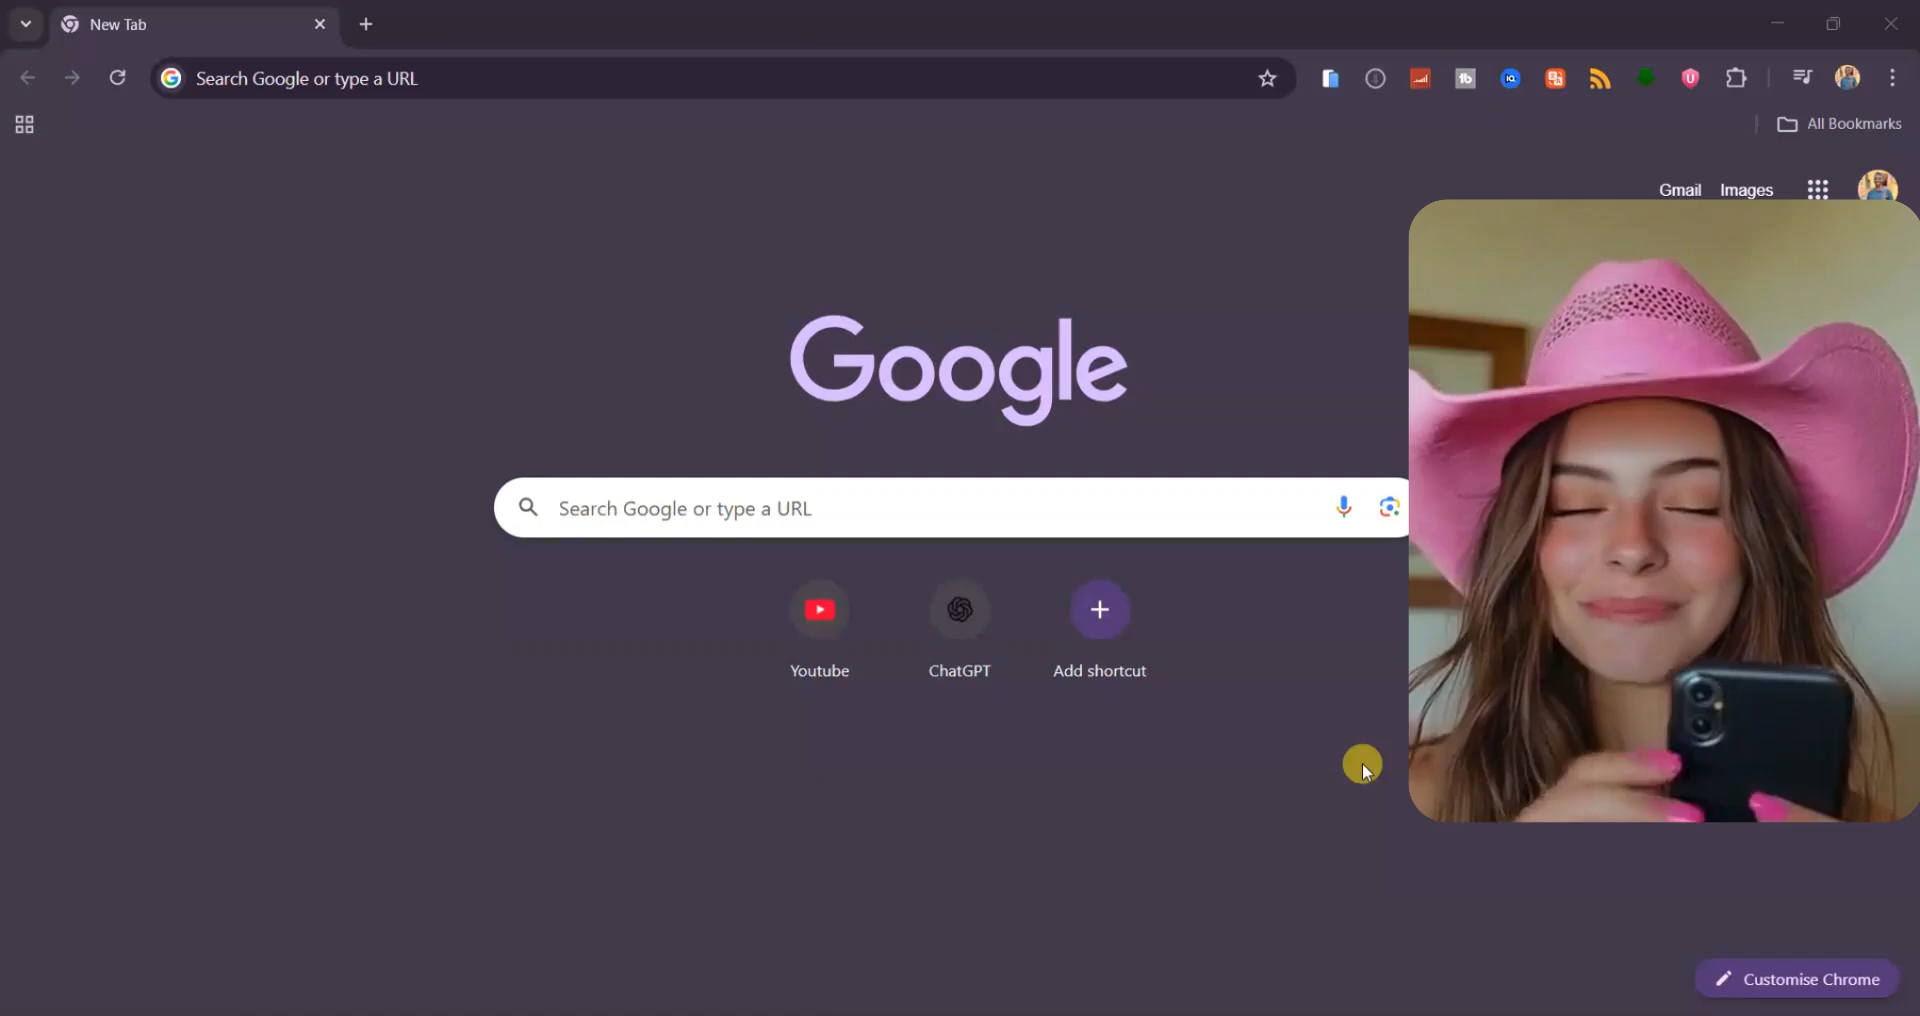 New Tab
Search Google or type a URL
All Bookmarks
Gmail Images
Google
Search Google or type a URL
Youtube
ChatGPT
Add shortcut
Customise Chrome